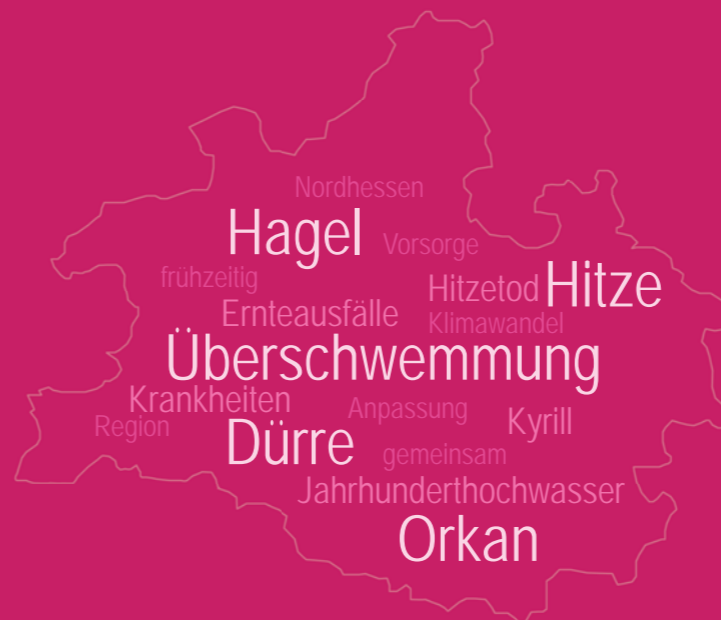 Nordhessen
Hagel Vorsorge
frühzeitig
Hitzetod Hitze
Ernteausfälle Klimawandel
Überschwemmung
Krankheiten Anpassung Kyrill
Region Dürre gemeinsam
Jahrhunderthochwasser
Orkan